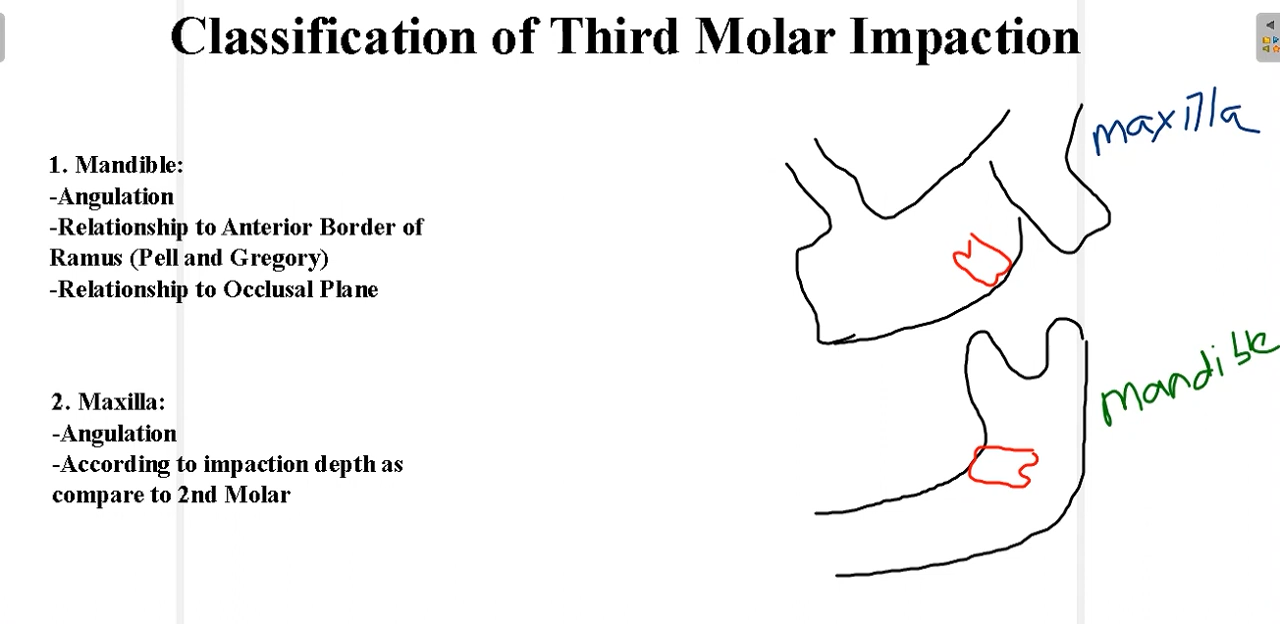 Classification of Third Molar Impaction
1. Mandible:
-Angulation
-Relationship to Anterior Border of
Ramus (Pell and Gregory)
-Relationship to Occlusal Plane
2. Maxilla:
-Angulation
-According to impaction depth as
compare to 2nd Molar
maxilla
mandible